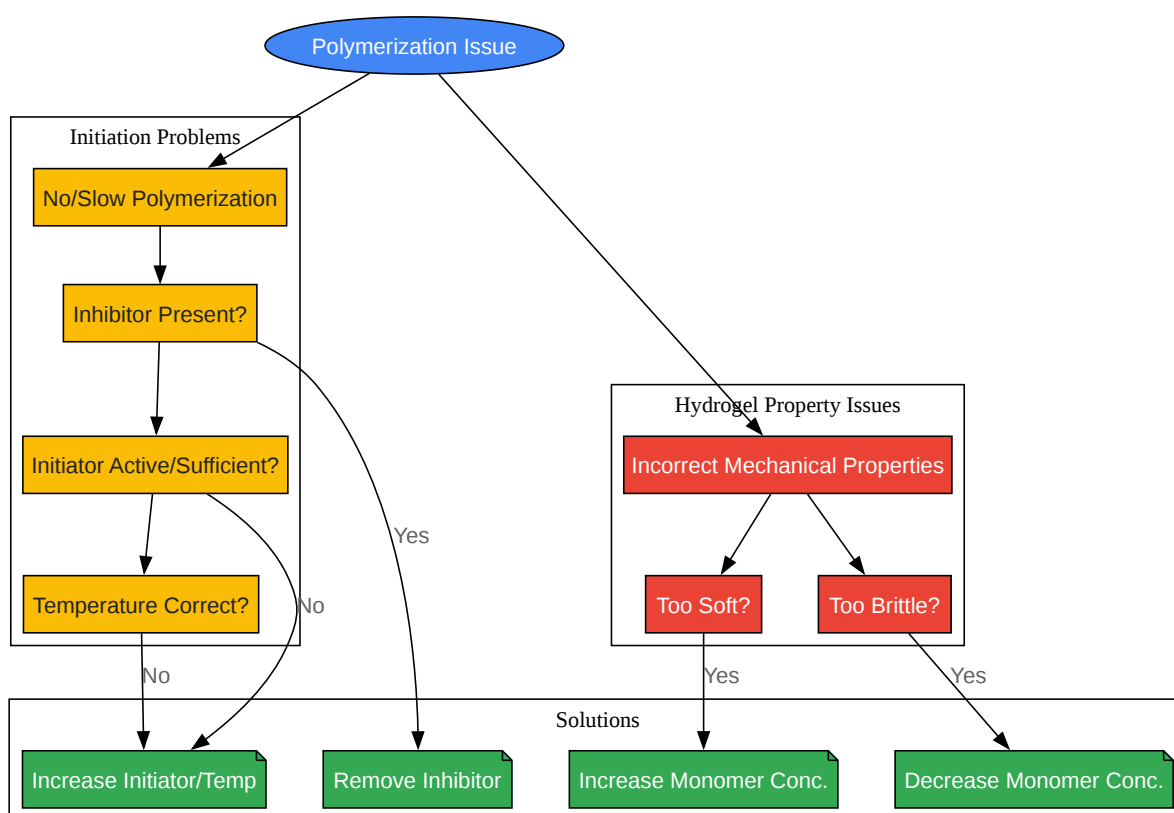 Polymerization Issue
Initiation Problems
No/Slow Polymerization
Inhibitor Present?
Initiator Active/Sufficient?
Temperature Correct?
Hydrogel Property Issues
Incorrect Mechanical Properties
Too Soft?
Too Brittle?
Yes
No
No
Yes
Yes
Solutions
Increase Initiator/Temp
Remove Inhibitor
Increase Monomer Conc.
Decrease Monomer Conc.